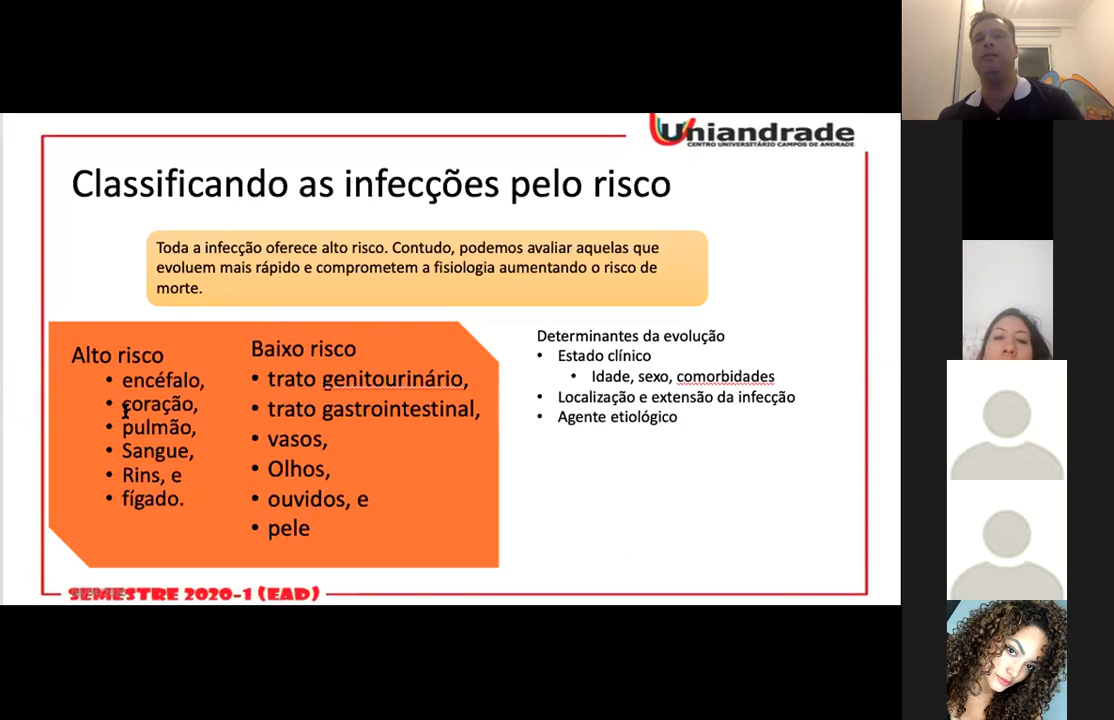 Uniandrade
CENTRO UNIVERSITÁRIO CAMPOS DE ANDRADE
Classificando as infecções pelo risco
Toda a infecção oferece alto risco. Contudo, podemos avaliar aquelas que
evoluem mais rápido e comprometem a fisiologia aumentando o risco de
morte.
Alto risco
• encéfalo,
• coração,
• pulmão,
• Sangue,
• Rins, e
• fígado.
Baixo risco
• trato genitourinário,
• trato gastrointestinal,
• vasos,
• Olhos,
• ouvidos, e
• pele
Determinantes da evolução
• Estado clínico
• Idade, sexo, comorbidades
• Localização e extensão da infecção
• Agente etiológico
SEMESTRE 2020-1 (EAD)